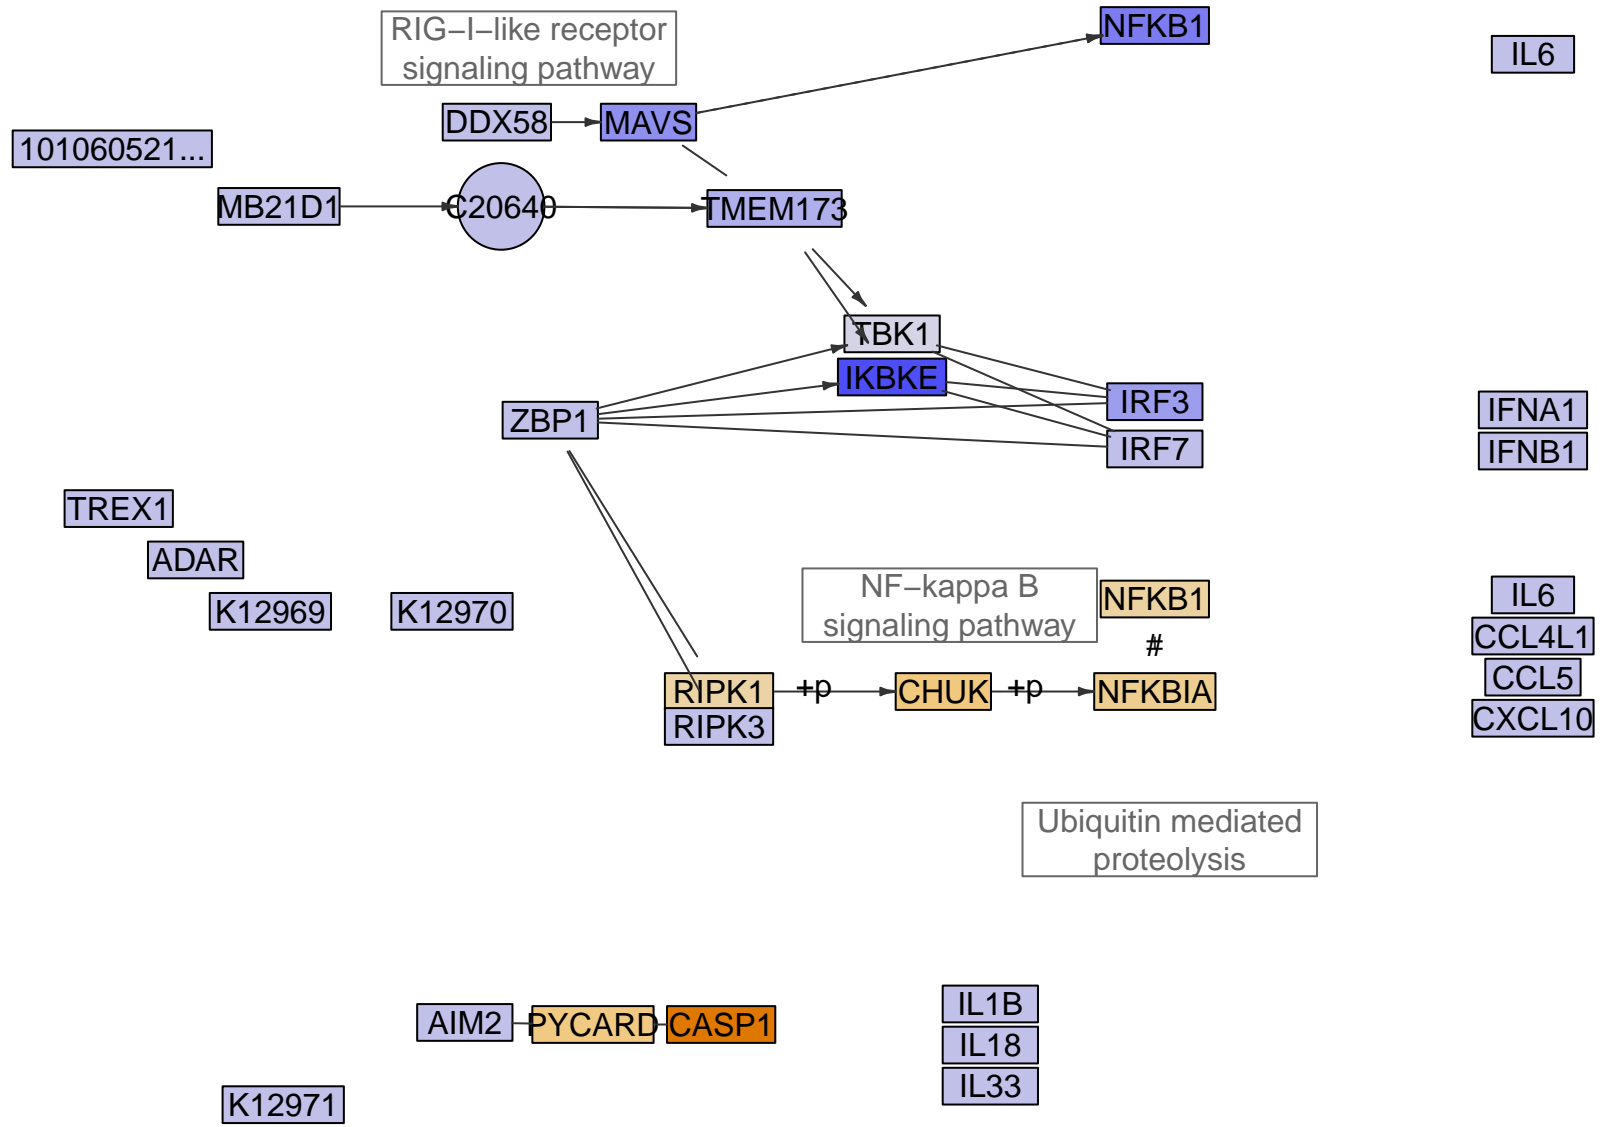 RIG−I−like receptor
signaling pathway
NFKB1
IL6
DDX58
MAVS
101060521...
MB21D1
C20640
TMEM173
TBK1
IKBKE
ZBP1
IRF3
IRF7
IFNA1
IFNB1
TREX1
ADAR
K12969
K12970
NF−kappa B
signaling pathway
NFKB1
#
IL6
CCL4L1
CCL5
CXCL10
RIPK1
+p
CHUK
+p
NFKBIA
RIPK3
Ubiquitin mediated
proteolysis
AIM2
PYCARD
CASP1
IL1B
IL18
IL33
K12971